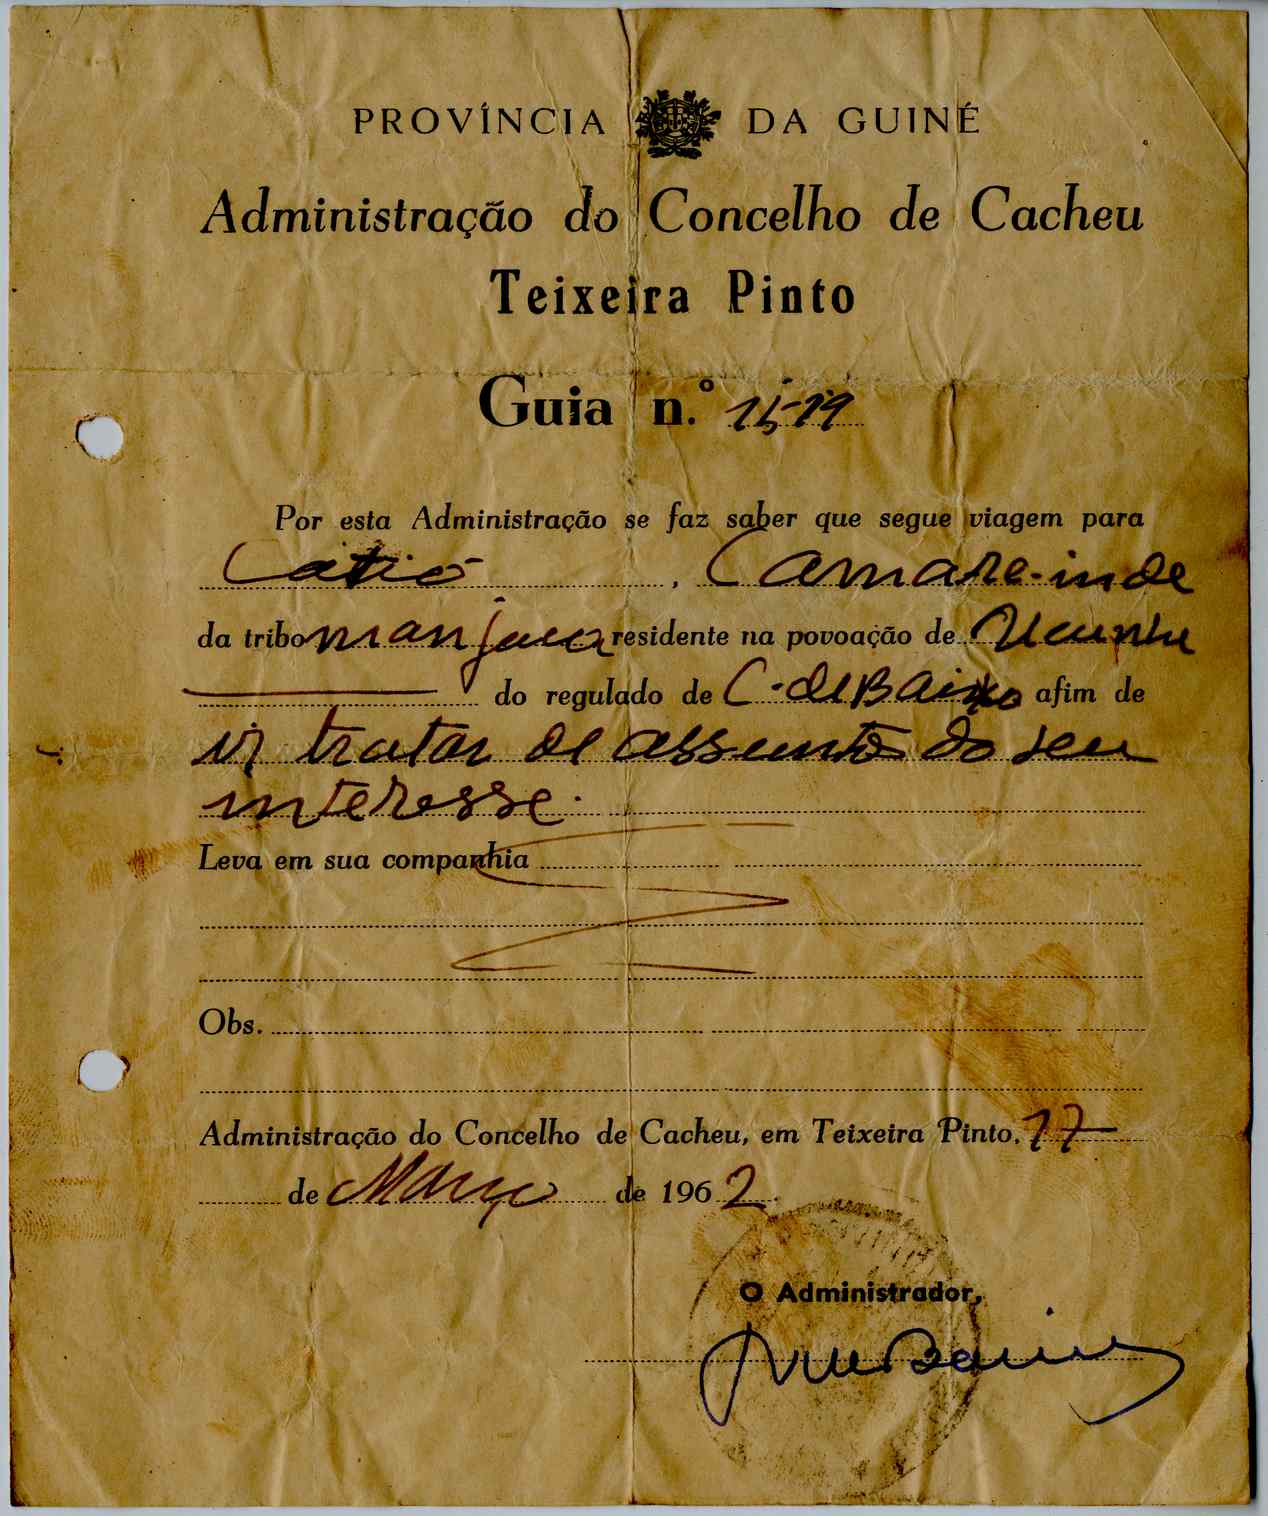 PROVÍNCIA DA GUINÉ
Administração do Concelho de Cacheu
Teixeira Pinto
Guia n.º 1579
Por esta Administração se faz saber que segue viagem para
Catió, Camare-inde
da tribo manjaca residente na povoação de
do regulado de C. de Baixo afim de
ir tratar de assunto do seu
interesse.
Leva em sua companhia
Obs.
Administração do Concelho de Cacheu, em Teixeira Pinto, 17
de Março de 1962.
O Administrador,